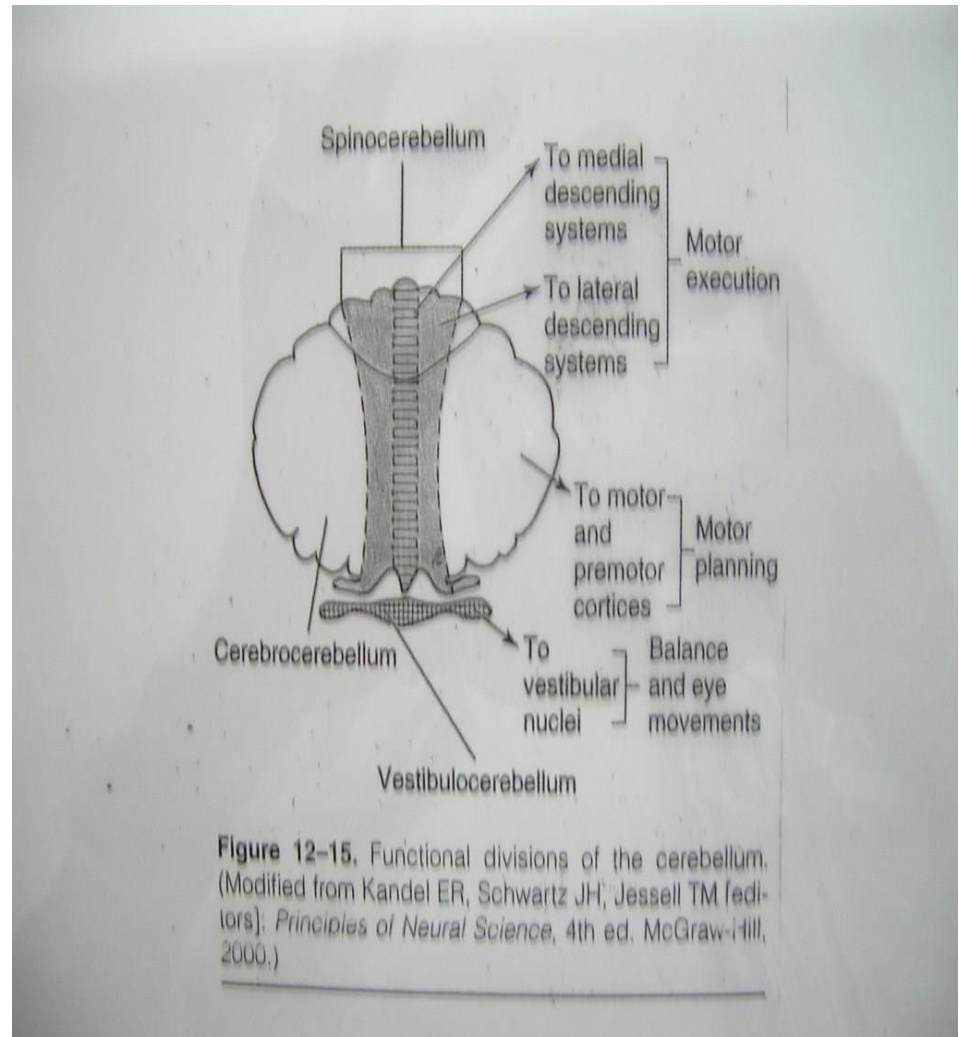 Spinocerebellum
To medial
descending
systems
Motor
execution
To lateral
descending
systems
To motor
and
premotor
cortices
Motor
planning
Cerebrocerebellum
To
vestibular
nuclei
Balance
and eye
movements
Vestibulocerebellum
Figure 12–15. Functional divisions of the cerebellum.
(Modified from Kandel ER, Schwartz JH, Jessell TM [edi-
tors]: Principles of Neural Science, 4th ed. McGraw-Hill,
2000.)